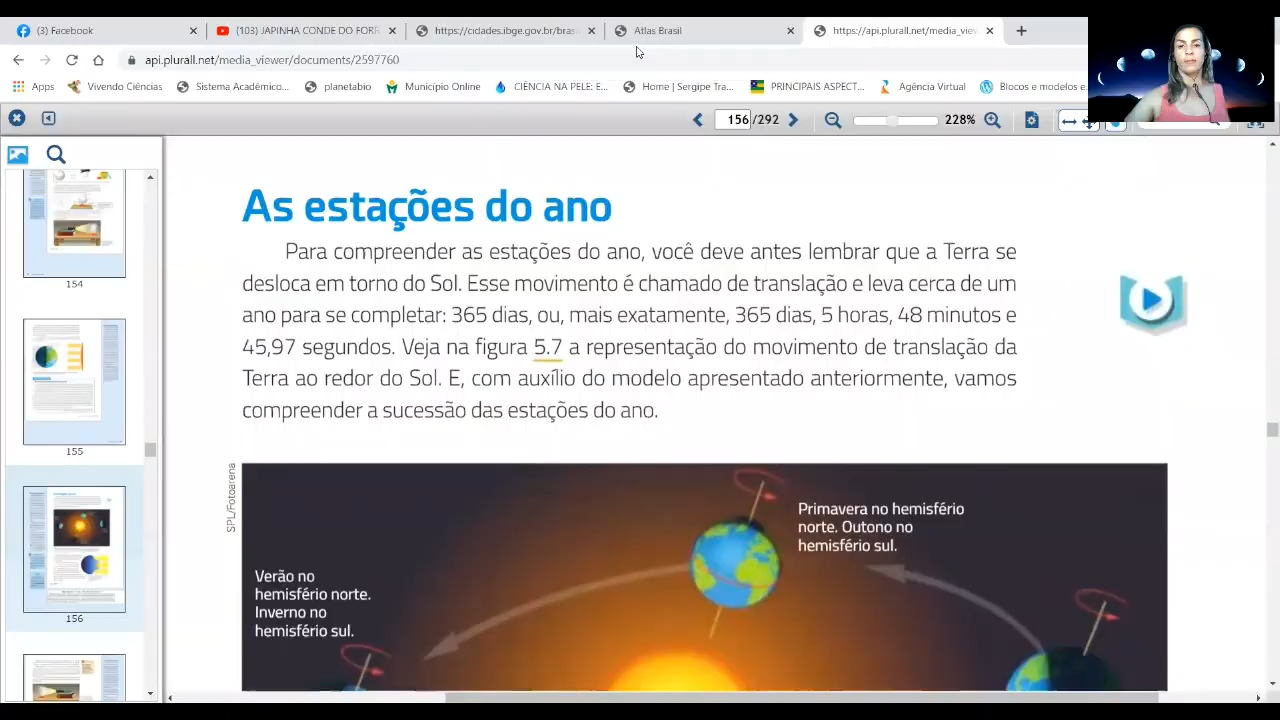 (3) Facebook
(103) JAPINHA CONDE DO FORR
https://cidades.ibge.gov.br/bras
Atlas Brasil
https://api.plurall.net/media_view
api.plurall.net/media_viewer/documents/2597760
Apps
Vivendo Ciências
Sistema Acadêmico...
planetabio
Município Online
CIÊNCIA NA PELE: E...
Home | Sergipe Tra...
PRINCIPAIS ASPECT...
Agência Virtual
Blocos e modelos e
156 /292
228%
As estações do ano
Para compreender as estações do ano, você deve antes lembrar que a Terra se
desloca em torno do Sol. Esse movimento é chamado de translação e leva cerca de um
ano para se completar: 365 dias, ou, mais exatamente, 365 dias, 5 horas, 48 minutos e
45,97 segundos. Veja na figura 5.7 a representação do movimento de translação da
Terra ao redor do Sol. E, com auxílio do modelo apresentado anteriormente, vamos
compreender a sucessão das estações do ano.
SPL/Fotoarena
Primavera no hemisfério
norte. Outono no
hemisfério sul.
Verão no
hemisfério norte.
Inverno no
hemisfério sul.
154
155
156